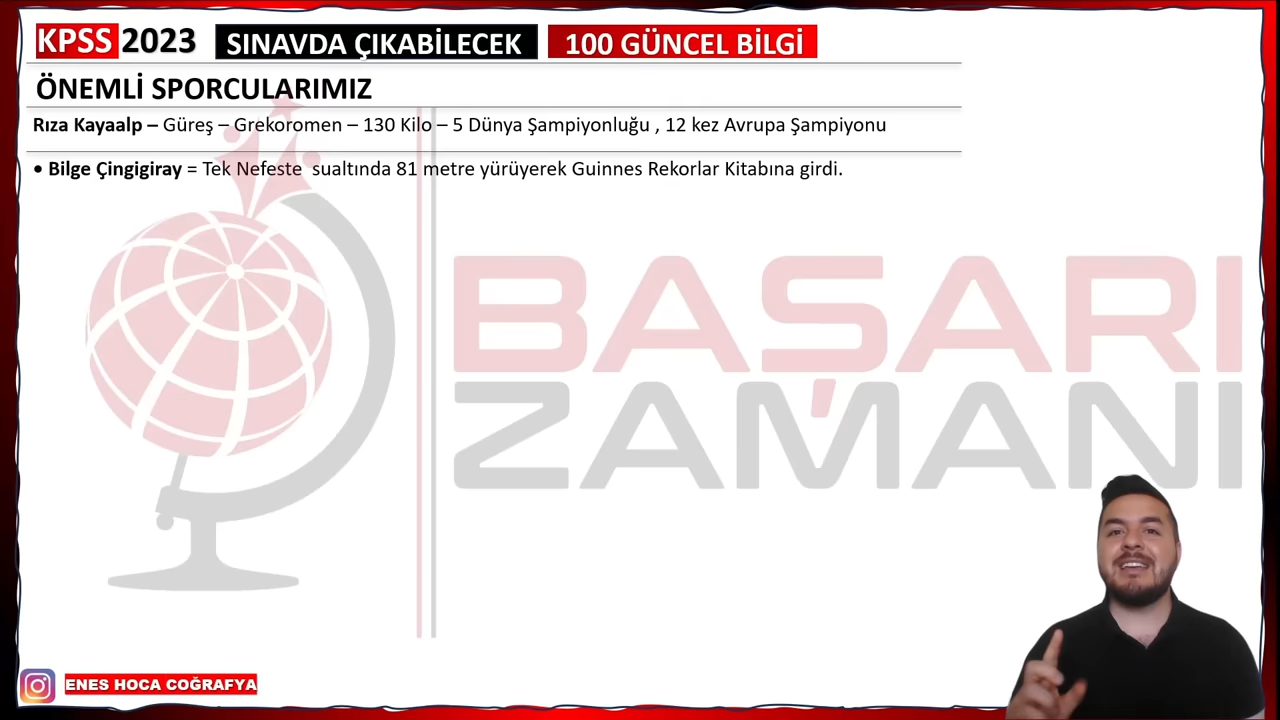 KPSS 2023 SINAVDA ÇIKABİLECEK 100 GÜNCEL BİLGİ
ÖNEMLİ SPORCULARIMIZ
Rıza Kayaalp – Güreş – Grekoromen – 130 Kilo – 5 Dünya Şampiyonluğu , 12 kez Avrupa Şampiyonu
• Bilge Çingigiray = Tek Nefeste sualtında 81 metre yürüyerek Guinnes Rekorlar Kitabına girdi.
BAŞARI
ZAMANI
ENES HOCA COĞRAFYA